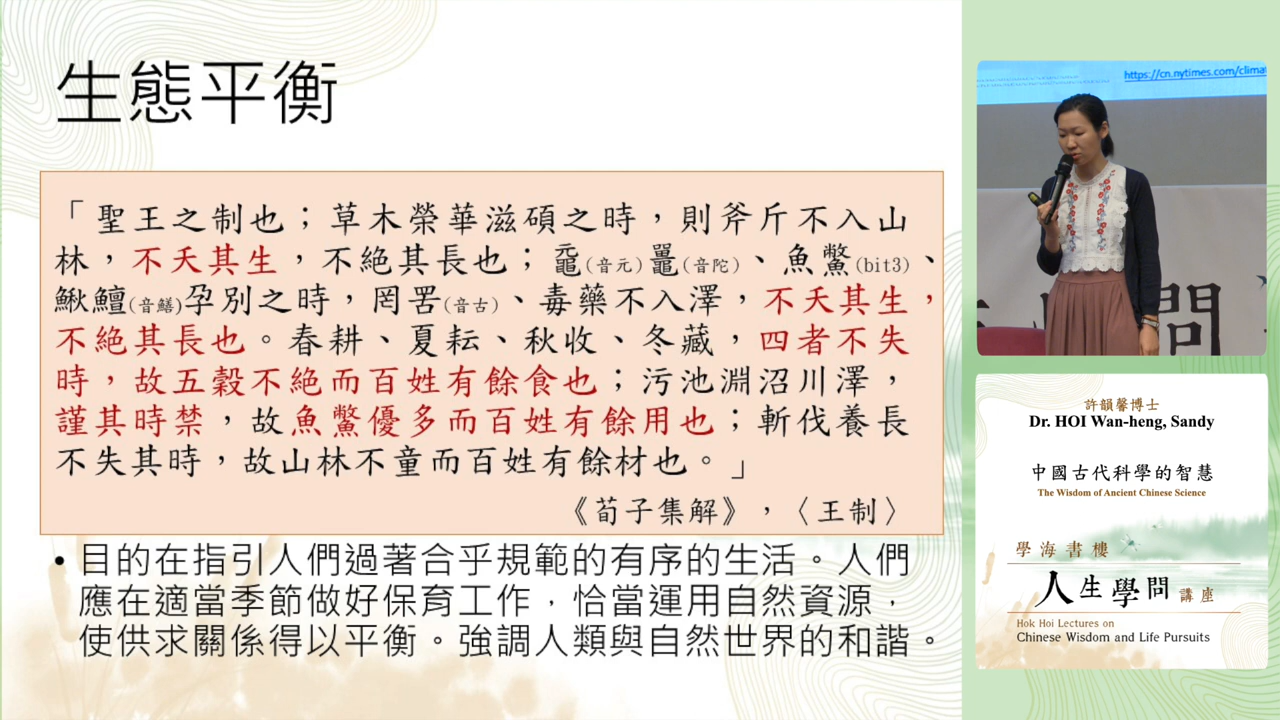 生態平衡
「聖王之制也；草木榮華滋碩之時，則斧斤不入山
林，不夭其生，不絕其長也；黿(音元)鼉(音陀)、魚鱉(bit3)、
鰍鱣(音鱔)孕別之時，罔罟(音古)、毒藥不入澤，不夭其生，
不絕其長也。春耕、夏耘、秋收、冬藏，四者不失
時，故五穀不絕而百姓有餘食也；污池淵沼川澤，
謹其時禁，故魚鱉優多而百姓有餘用也；斬伐養長
不失其時，故山林不童而百姓有餘材也。」
《荀子集解》，〈王制〉
• 目的在指引人們過著合乎規範的有序的生活。人們
應在適當季節做好保育工作，恰當運用自然資源，
使供求關係得以平衡。強調人類與自然世界的和諧。
https://cn.nytimes.com/clima
問
許韻馨博士
Dr. HOI Wan-heng, Sandy
中國古代科學的智慧
The Wisdom of Ancient Chinese Science
學海書樓
人生學問講座
Hok Hoi Lectures on
Chinese Wisdom and Life Pursuits